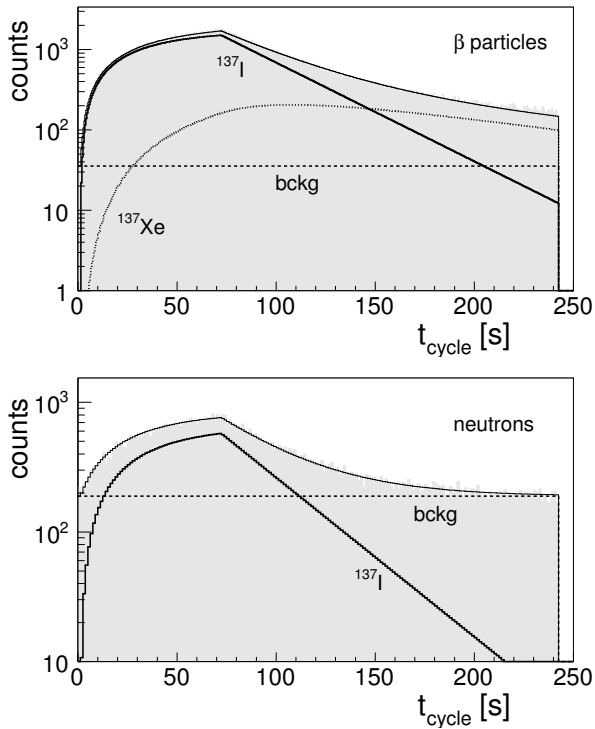 counts
10³
10²
10
1
β particles
¹³⁷I
bckg
¹³⁷Xe
0 50 100 150 200 250
t_cycle [s]
counts
10³
10²
10
neutrons
bckg
¹³⁷I
0 50 100 150 200 250
t_cycle [s]